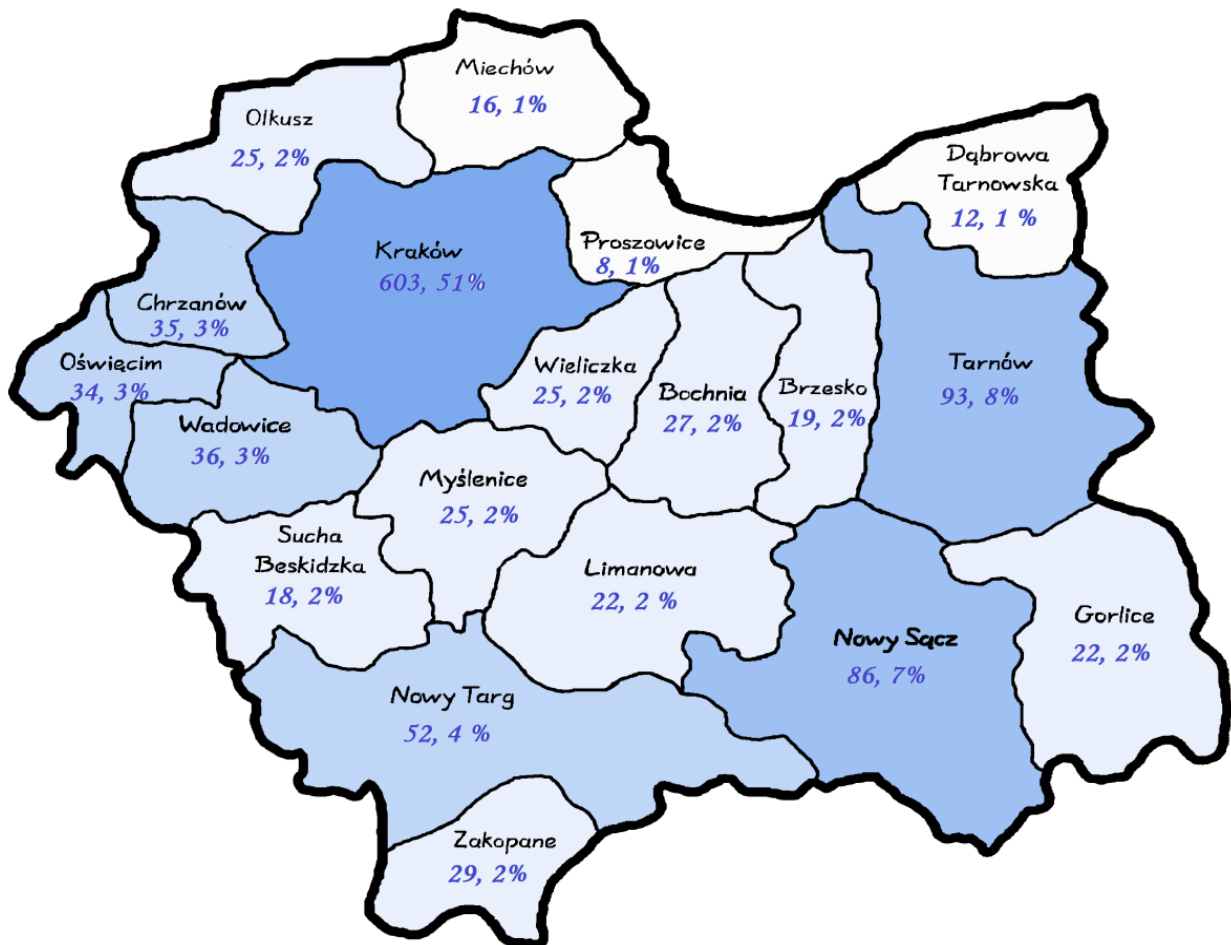 Miechów
16, 1%
Olkusz
25, 2%
Dąbrowa
Tarnowska
12, 1 %
Proszowice
8, 1%
Kraków
603, 51%
Chrzanów
35, 3%
Oświęcim
34, 3%
Wieliczka
25, 2%
Bochnia
27, 2%
Brzesko
19, 2%
Tarnów
93, 8%
Wadowice
36, 3%
Myślenice
25, 2%
Sucha
Beskidzka
18, 2%
Limanowa
22, 2 %
Nowy Sącz
86, 7%
Gorlice
22, 2%
Nowy Targ
52, 4 %
Zakopane
29, 2%